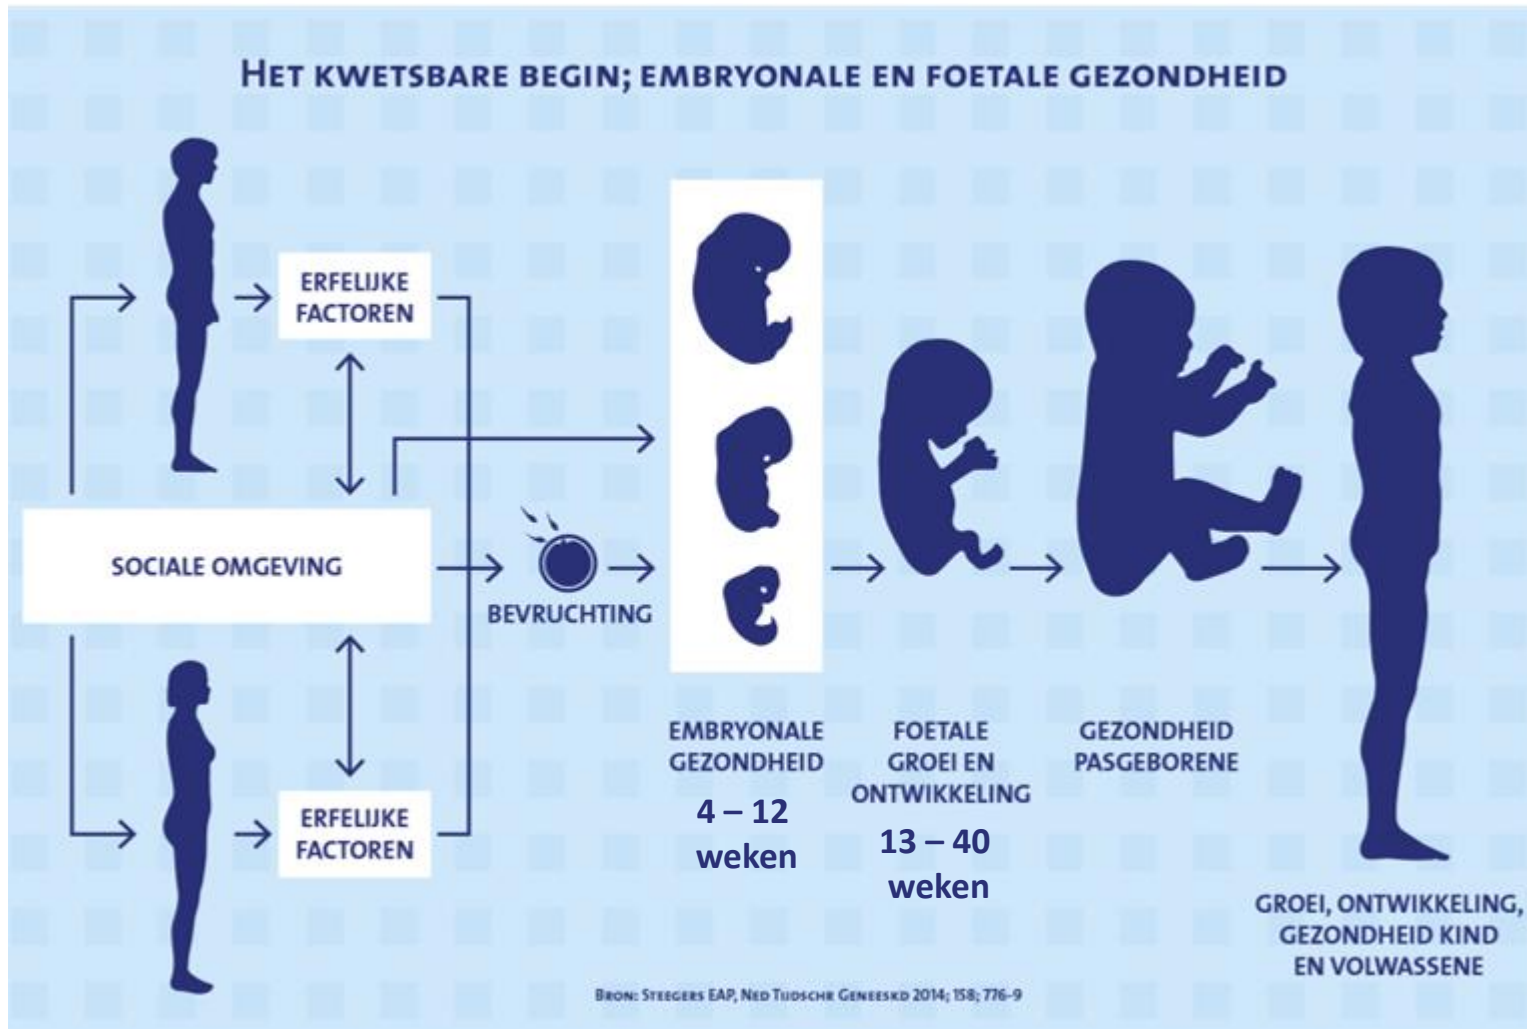 HET KWETSBARE BEGIN; EMBRYONALE EN FOETALE GEZONDHEID
ERFELIJKE
FACTOREN
SOCIALE OMGEVING
BEVRUCHTING
ERFELIJKE
FACTOREN
EMBRYONALE
GEZONDHEID
4 – 12
weken
FOETALE
GROEI EN
ONTWIKKELING
13 – 40
weken
GEZONDHEID
PASGEBORENE
GROEI, ONTWIKKELING,
GEZONDHEID KIND
EN VOLWASSENE
BRON: STEEGERS EAP, NED TIJDSCHR GENEESKD 2014; 158; 776-9